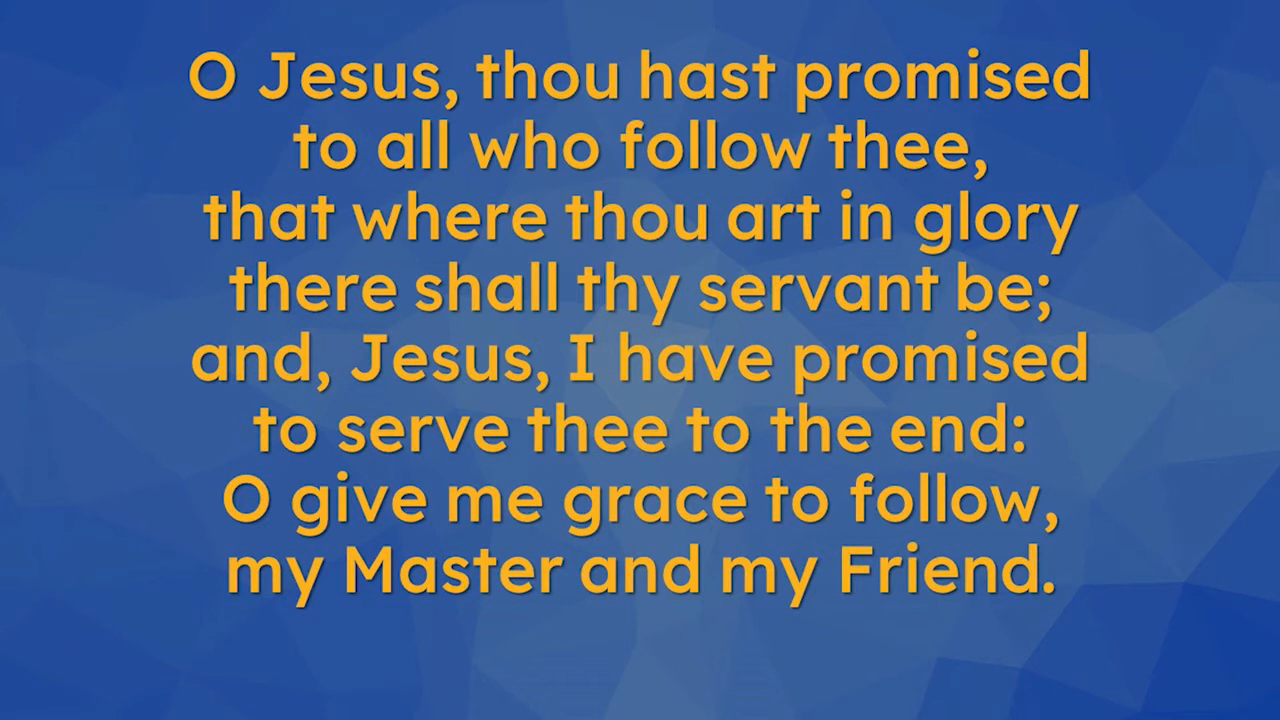 O Jesus, thou hast promised
to all who follow thee,
that where thou art in glory
there shall thy servant be;
and, Jesus, I have promised
to serve thee to the end:
O give me grace to follow,
my Master and my Friend.